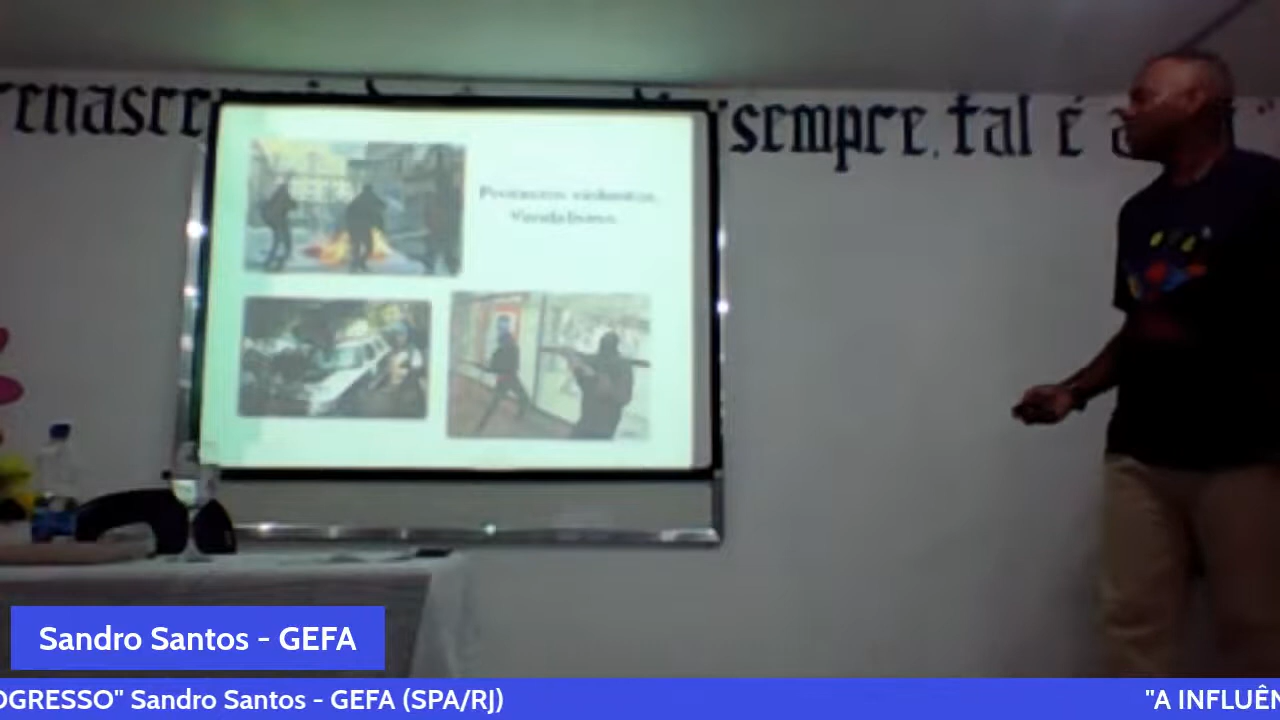 renascer
sempre, tal é a
Protestos violentos.
Vandalismo.
Sandro Santos - GEFA
OGRESSO" Sandro Santos - GEFA (SPA/RJ)
"A INFLUÊN